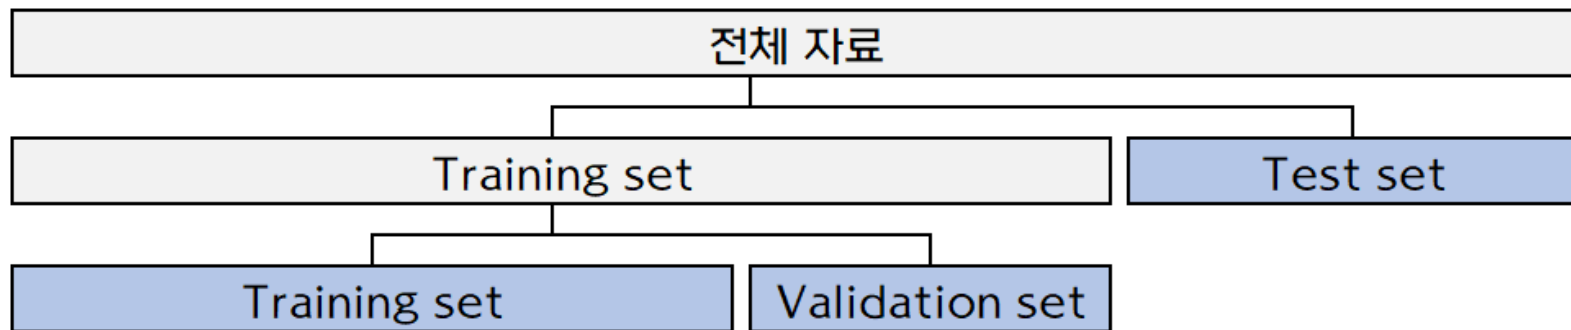 전체 자료
Training set
Test set
Training set
Validation set